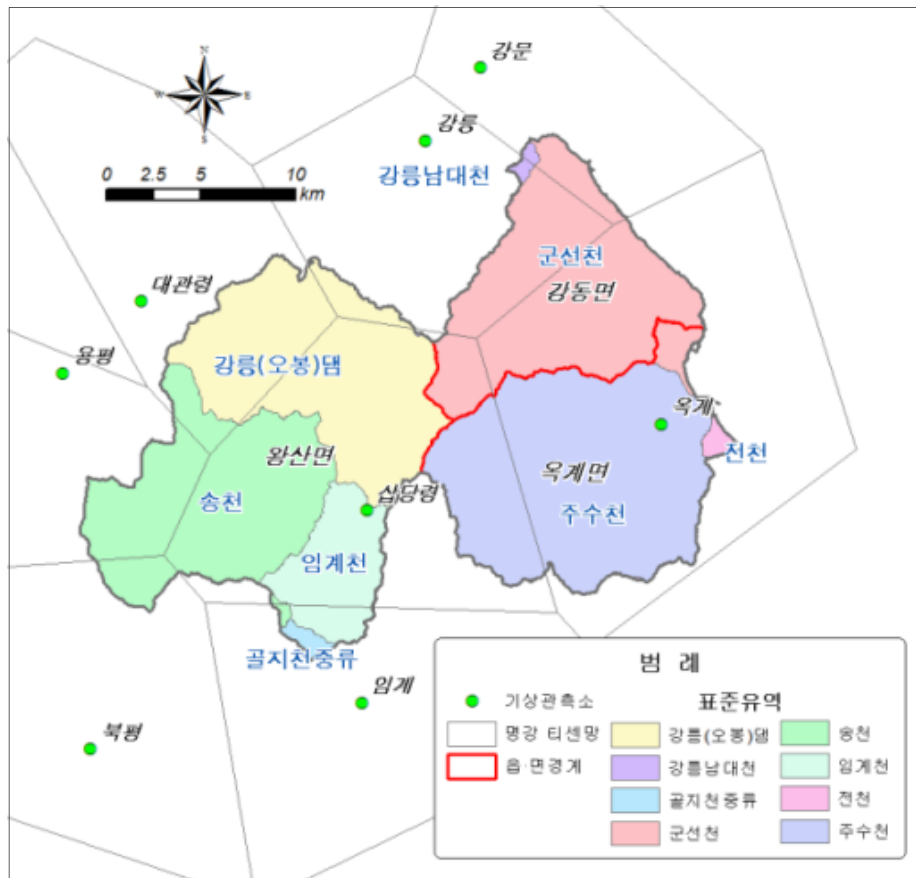 강문
N
W E
S
강릉
0 2.5 5 10
km
강릉남대천
군선천
강동면
대관령
용평
강릉(오봉)댐
옥계
왕산면
전천
옥계면
송천
삽당령
주수천
임계천
골지천중류
임계
북평
범 례
기상관측소
명강 티센망
읍·면경계
표준유역
강릉(오봉)댐
강릉남대천
골지천중류
군선천
송천
임계천
전천
주수천